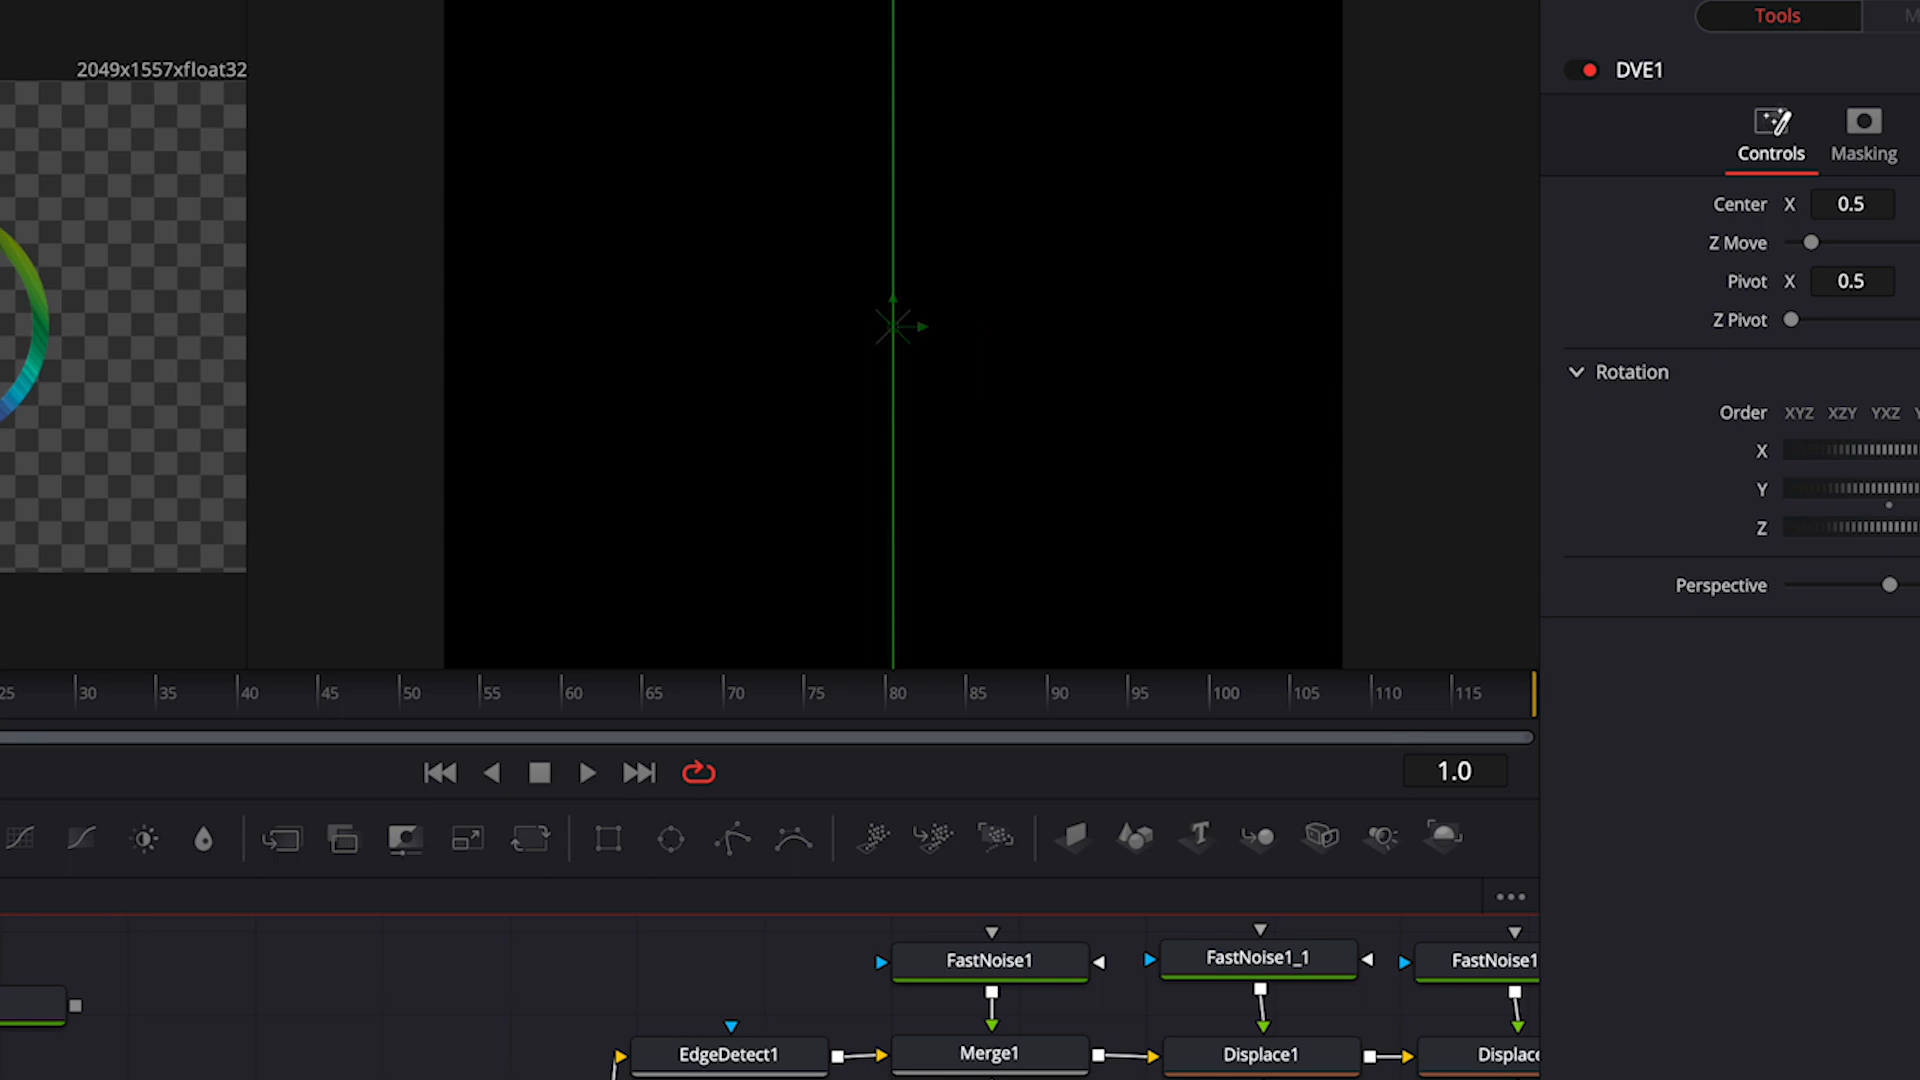 Tools
2049x1557xfloat32
DVE1
Controls
Masking
Center X 0.5
Z Move
Pivot X 0.5
Z Pivot
Rotation
Order XYZ XZY YXZ
X
Y
Z
Perspective
25 30 35 40 45 50 55 60 65 70 75 80 85 90 95 100 105 110 115
1.0
FastNoise1
FastNoise1_1
FastNoise1
EdgeDetect1
Merge1
Displace1
Displace